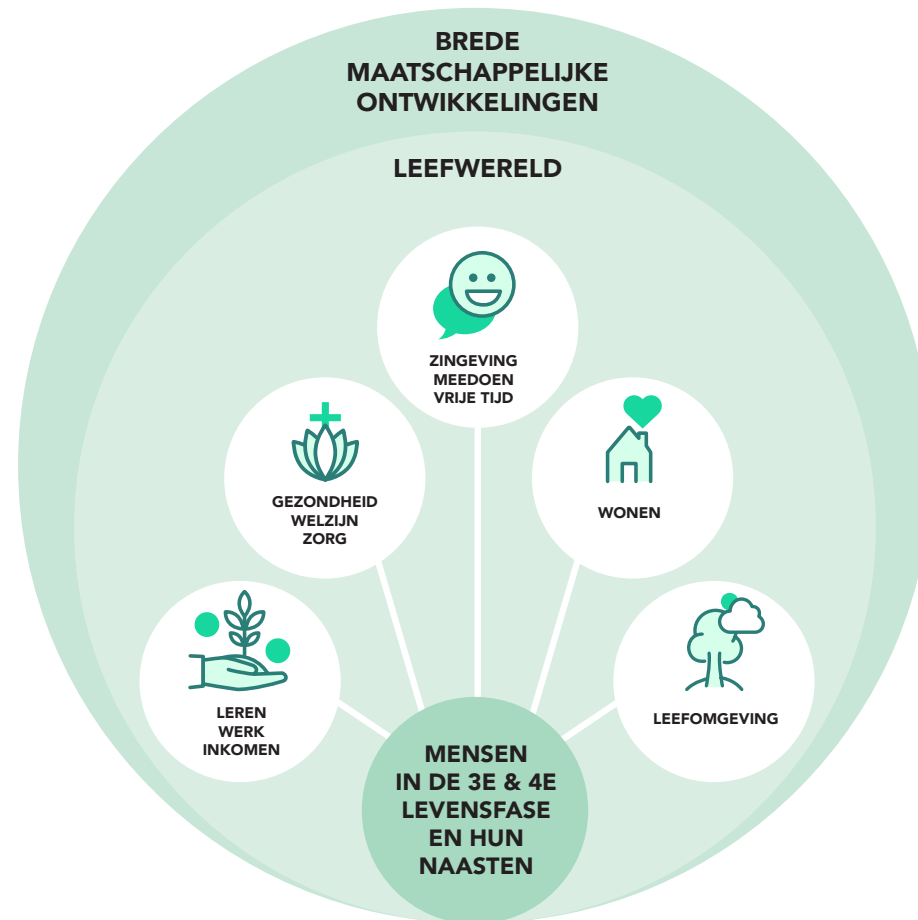 BREDE
MAATSCHAPPELIJKE
ONTWIKKELINGEN
LEEFWERELD
ZINGEVING
MEEDOEN
VRIJE TIJD
GEZONDHEID
WELZIJN
ZORG
WONEN
LEREN
WERK
INKOMEN
LEEFOMGEVING
MENSEN
IN DE 3E & 4E
LEVENSFASE
EN HUN
NAASTEN